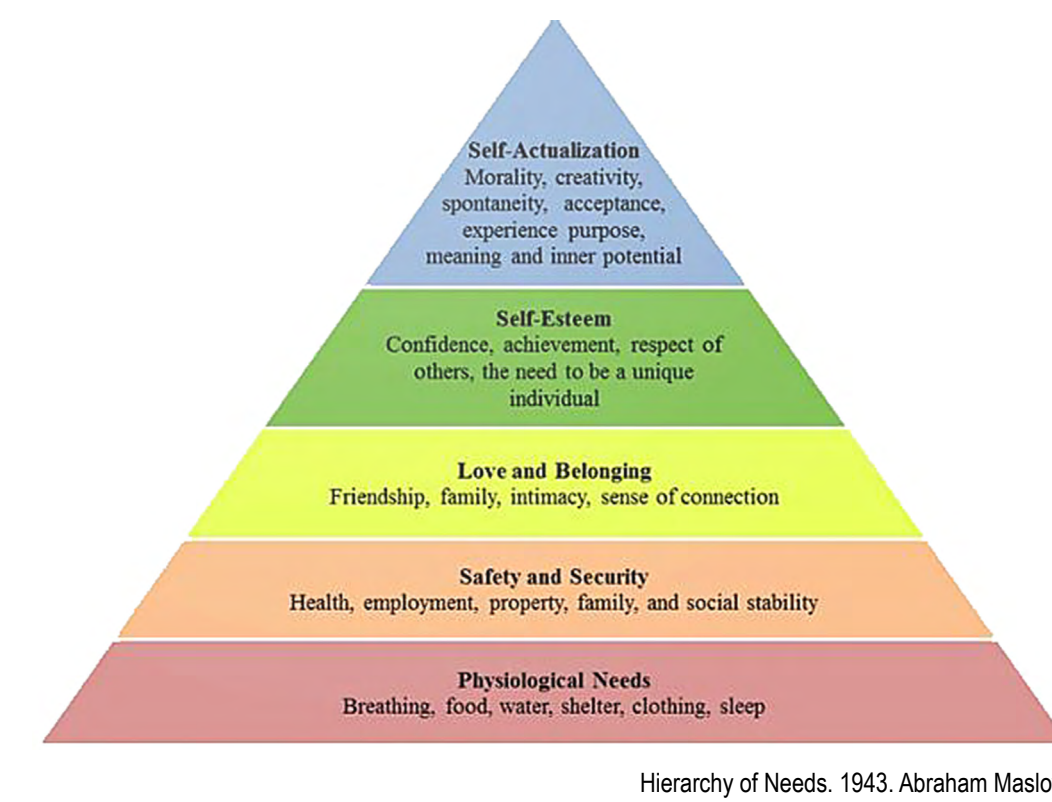 Self-Actualization
Morality, creativity,
spontaneity, acceptance,
experience purpose,
meaning and inner potential
Self-Esteem
Confidence, achievement, respect of
others, the need to be a unique
individual
Love and Belonging
Friendship, family, intimacy, sense of connection
Safety and Security
Health, employment, property, family, and social stability
Physiological Needs
Breathing, food, water, shelter, clothing, sleep
Hierarchy of Needs. 1943. Abraham Maslo